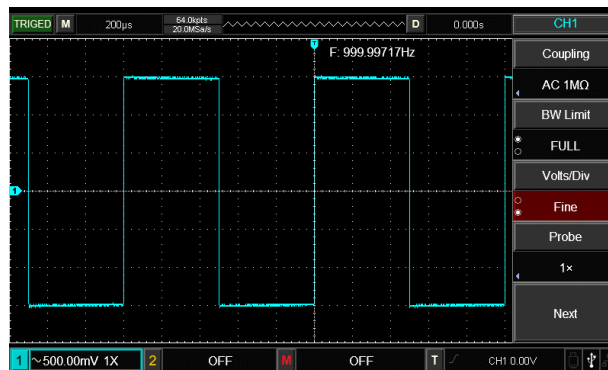 TRIGED M 200μs 64.0kpts D 0.000s CH1
20.0MSa/s
T
F: 999.99717Hz
Coupling
AC 1MΩ
BW Limit
FULL
Volts/Div
1
Fine
Probe
1×
Next
1 ~500.00mV 1X 2 OFF M OFF T CH1 0.00V